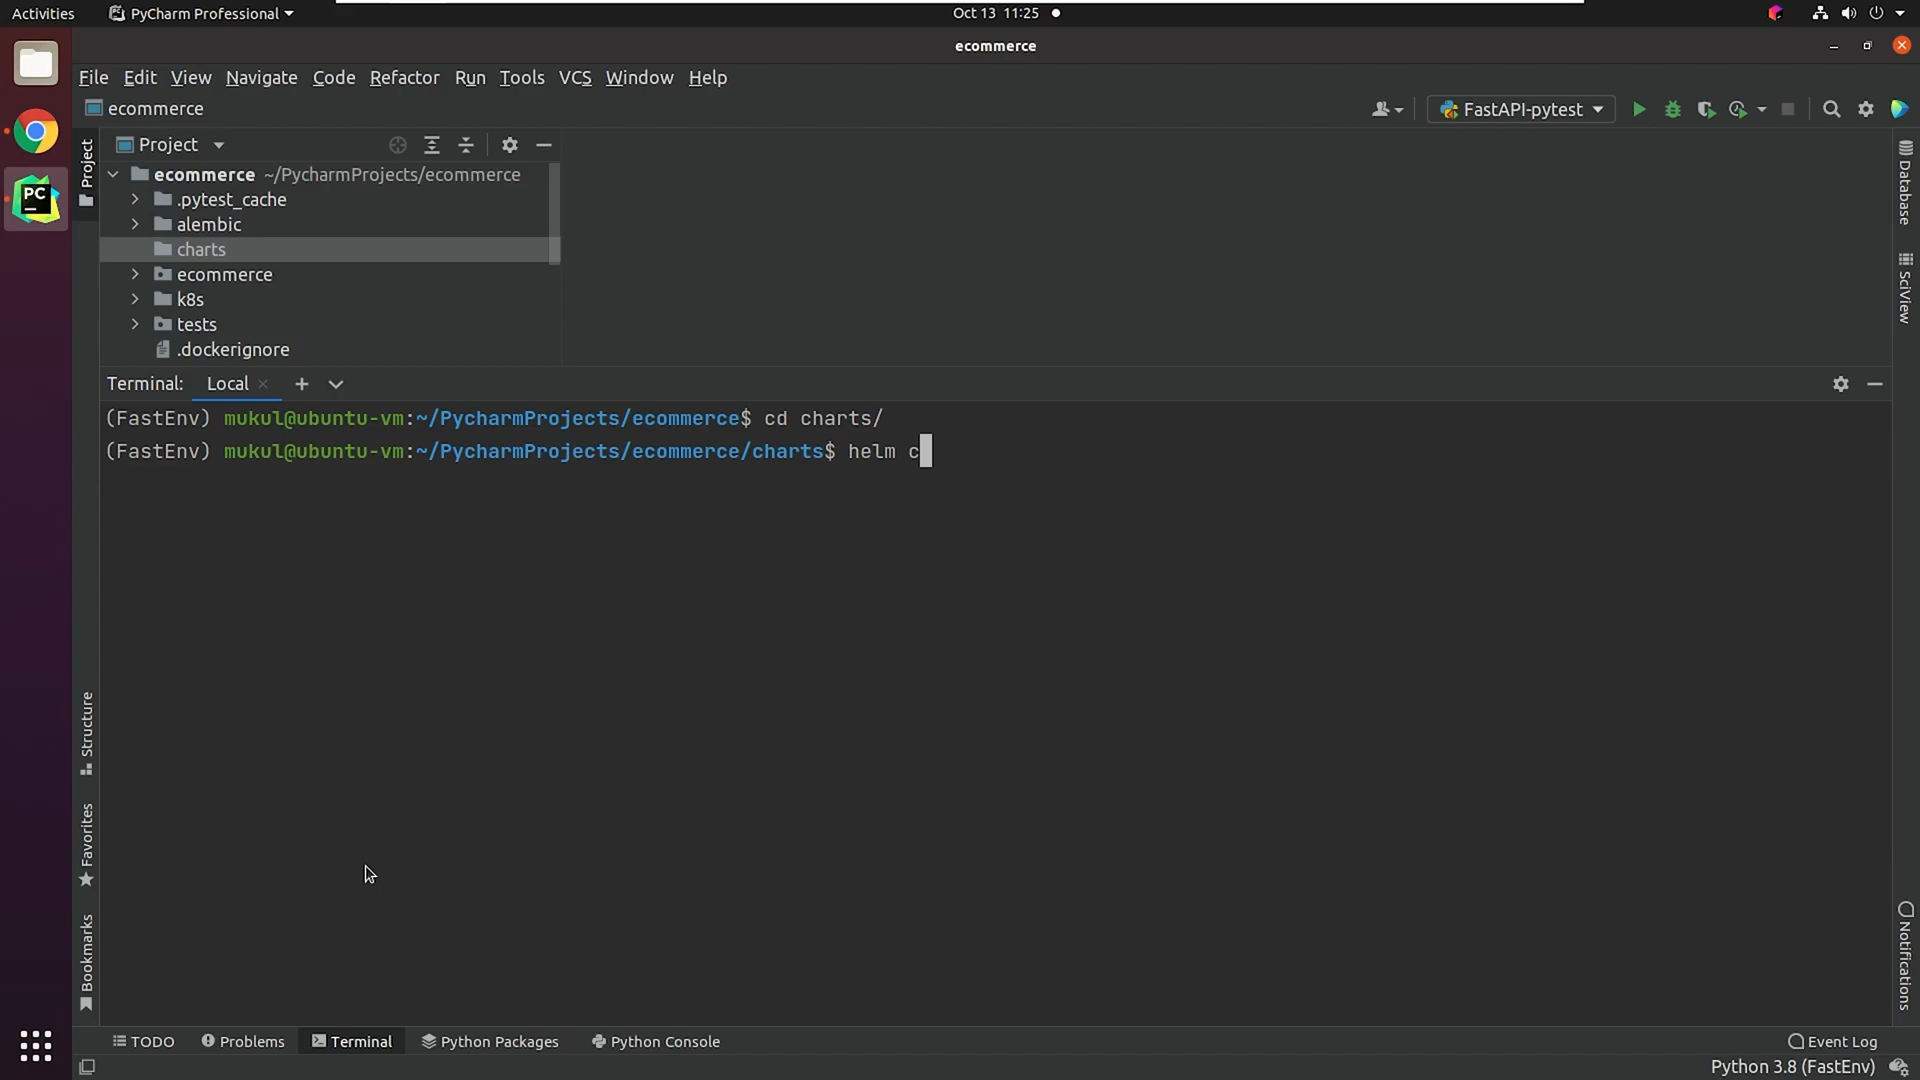 Activities PyCharm Professional Oct 13 11:25
ecommerce
File Edit View Navigate Code Refactor Run Tools VCS Window Help
ecommerce FastAPI-pytest
Project Project
ecommerce ~/PycharmProjects/ecommerce
.pytest_cache
alembic
charts
ecommerce
k8s
tests
.dockerignore
PC
Database
SciView
Terminal: Local
(FastEnv) mukul@ubuntu-vm:~/PycharmProjects/ecommerce$ cd charts/
(FastEnv) mukul@ubuntu-vm:~/PycharmProjects/ecommerce/charts$ helm c
Structure
Favorites
Bookmarks
Notifications
TODO Problems Terminal Python Packages Python Console Event Log
Python 3.8 (FastEnv)